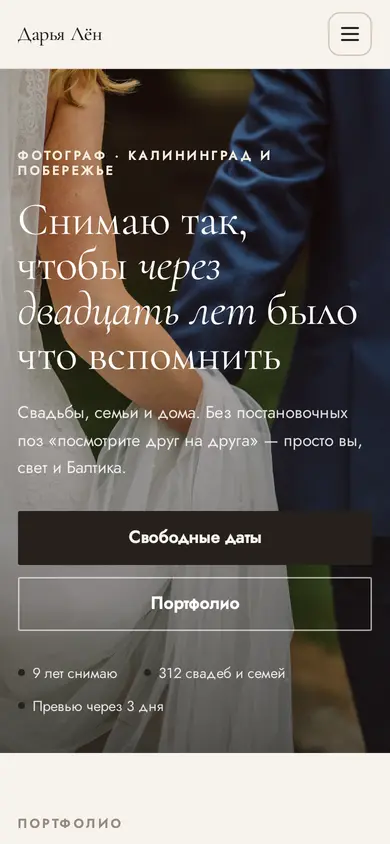 Дарья Лён
ФОТОГРАФ · КАЛИНИНГРАД И
ПОБЕРЕЖЬЕ
Снимаю так,
чтобы через
двадцать лет было
что вспомнить
Свадьбы, семьи и дома. Без постановочных
поз «посмотрите друг на друга» — просто вы,
свет и Балтика.
Свободные даты
Портфолио
9 лет снимаю
312 свадеб и семей
Превью через 3 дня
ПОРТФОЛИО